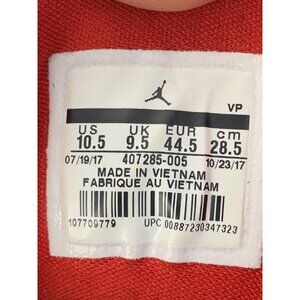 VP
US UK EUR cm
10.5 9.5 44.5 28.5
07/19/17 407285-005 10/23/17
MADE IN VIETNAM
FABRIQUE AU VIETNAM
107709779 UPC 00887230347323